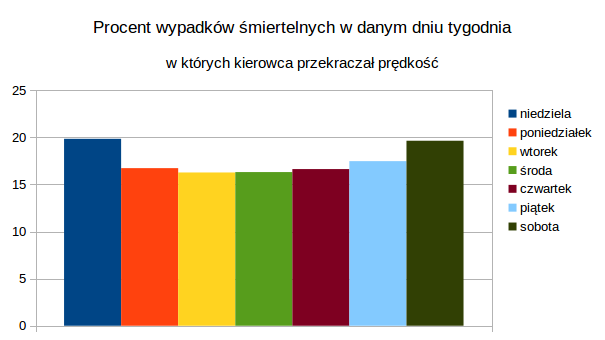 Procent wypadków śmiertelnych w danym dniu tygodnia
w których kierowca przekraczał prędkość
25
20
15
10
5
0
niedziela
poniedziałek
wtorek
środa
czwartek
piątek
sobota